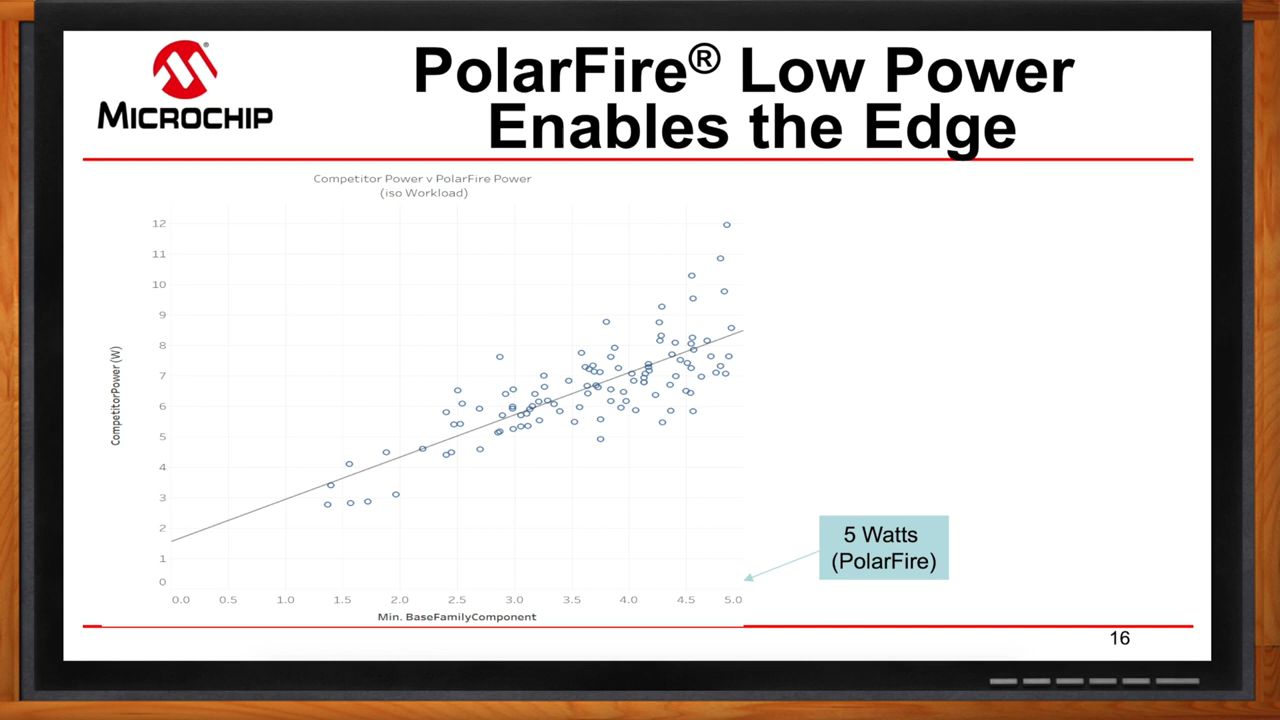 MICROCHIP
PolarFire® Low Power
Enables the Edge
Competitor Power v PolarFire Power
(iso Workload)
CompetitorPower (W)
12
11
10
9
8
7
6
5
4
3
2
1
0
0.0 0.5 1.0 1.5 2.0 2.5 3.0 3.5 4.0 4.5 5.0
Min. BaseFamilyComponent
5 Watts
(PolarFire)
16